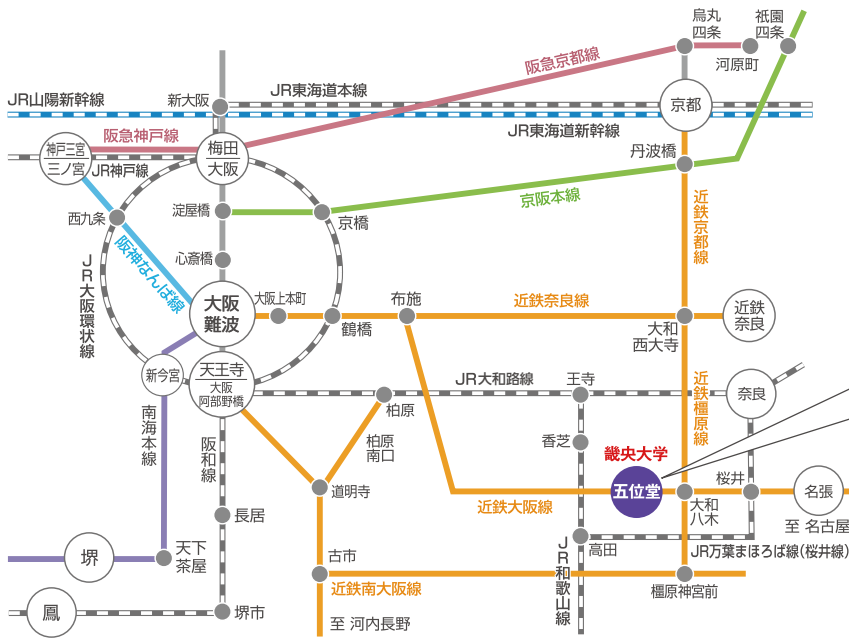 烏丸
四条
祇園
四条
河原町
阪急京都線
JR東海道本線
新大阪
JR山陽新幹線
京都
JR東海道新幹線
阪急神戸線
神戸三宮
三ノ宮
JR神戸線
梅田
大阪
丹波橋
淀屋橋
京橋
京阪本線
近鉄京都線
西九条
心斎橋
阪神なんば線
JR大阪環状線
大阪
難波
大阪上本町
鶴橋
布施
近鉄奈良線
大和
西大寺
近鉄
奈良
新今宮
天王寺
大阪
阿部野橋
JR大和路線
王寺
近鉄橿原線
奈良
柏原
柏原
南口
南海本線
阪和線
香芝
畿央大学
五位堂
桜井
名張
至 名古屋
道明寺
近鉄大阪線
大和
八木
長居
堺
天下
茶屋
古市
高田
JR万葉まほろば線(桜井線)
JR和歌山線
近鉄南大阪線
橿原神宮前
鳳
堺市
至 河内長野